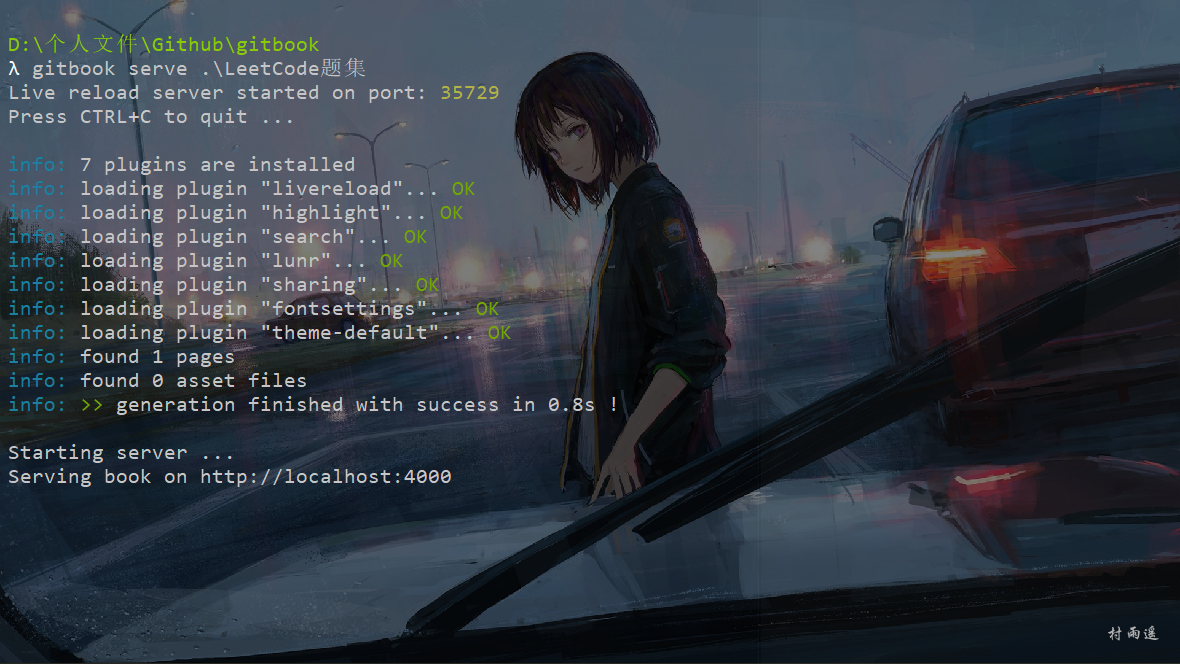 D:\个人文件\Github\gitbook
λ gitbook serve .\LeetCode题集
Live reload server started on port: 35729
Press CTRL+C to quit ...
info: 7 plugins are installed
info: loading plugin "livereload"... OK
info: loading plugin "highlight"... OK
info: loading plugin "search"... OK
info: loading plugin "lunr"... OK
info: loading plugin "sharing"... OK
info: loading plugin "fontsettings"... OK
info: loading plugin "theme-default"... OK
info: found 1 pages
info: found 0 asset files
info: >> generation finished with success in 0.8s !
Starting server ...
Serving book on http://localhost:4000
村雨遥